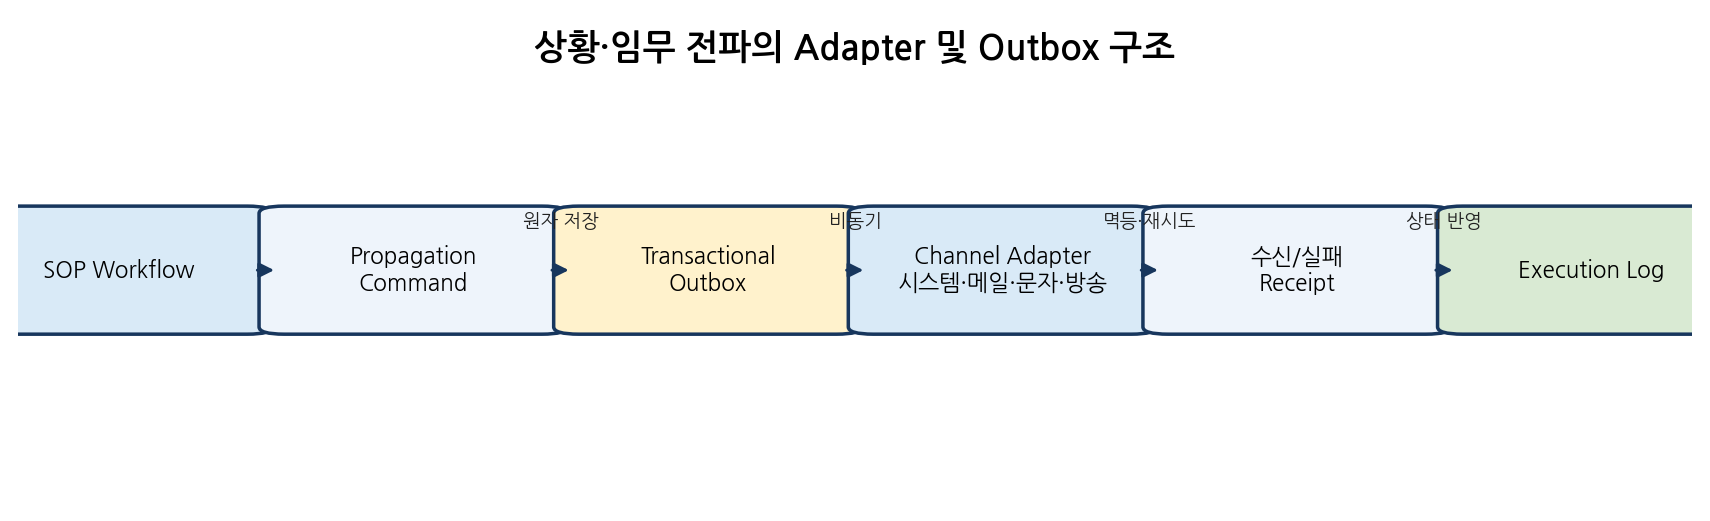 상황·임무 전파의 Adapter 및 Outbox 구조
원자 저장
비동기
멱등·재시도
상태 반영
SOP Workflow
Propagation
Command
Transactional
Outbox
Channel Adapter
시스템·메일·문자·방송
수신/실패
Receipt
Execution Log